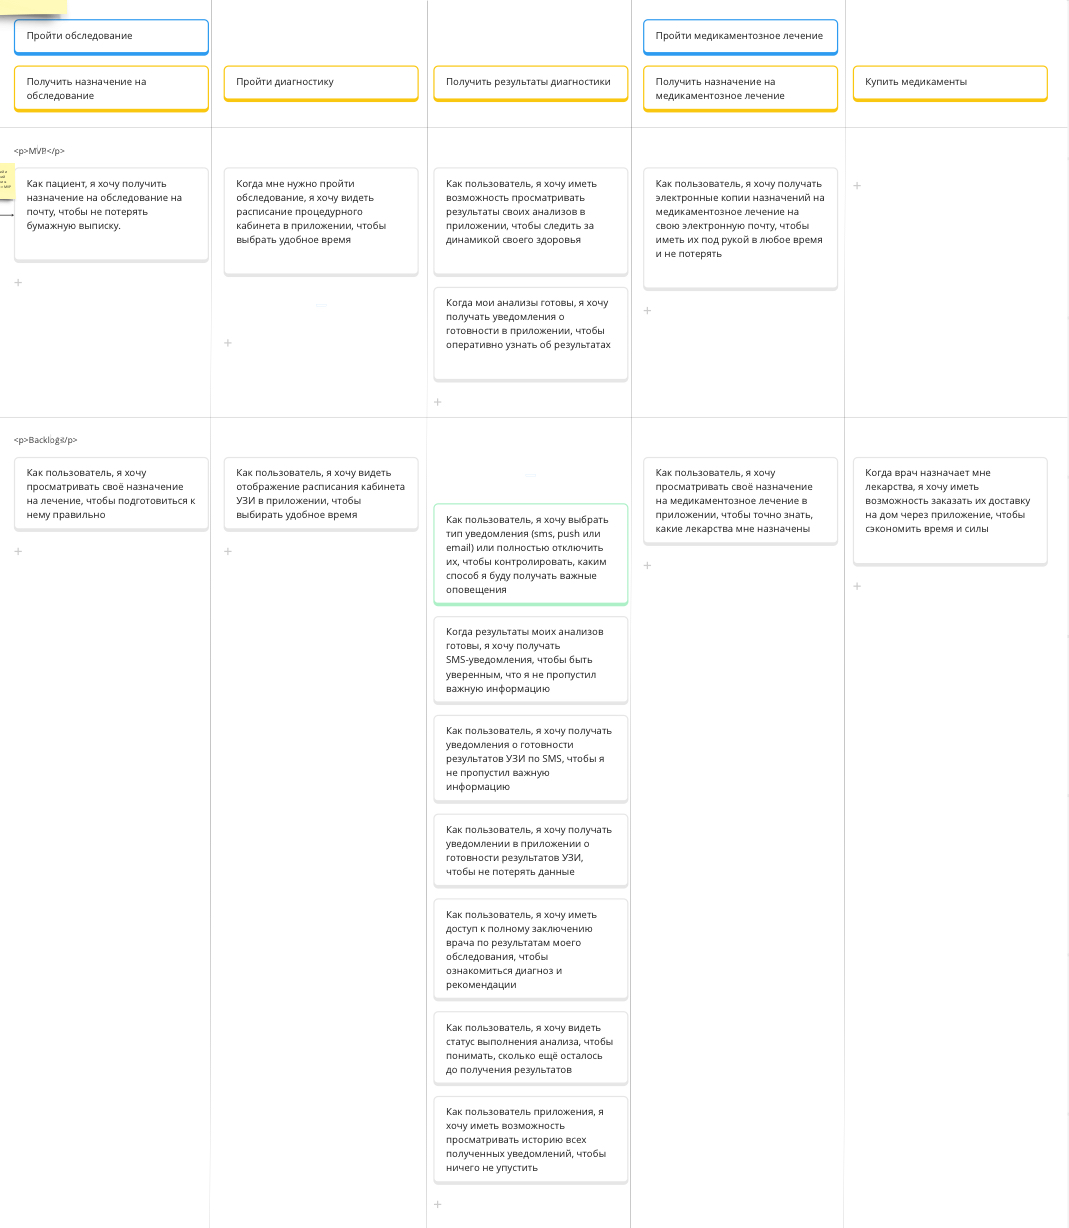 Пройти обследование
Пройти медикаментозное лечение
Получить назначение на
обследование
Пройти диагностику
Получить результаты диагностики
Получить назначение на
медикаментозное лечение
Купить медикаменты
<p>MVP</p>
Как пациент, я хочу получить
назначение на обследование на
почту, чтобы не потерять
бумажную выписку.
Когда мне нужно пройти
обследование, я хочу видеть
расписание процедурного
кабинета в приложении, чтобы
выбрать удобное время
Как пользователь, я хочу иметь
возможность просматривать
результаты своих анализов в
приложении, чтобы следить за
динамикой своего здоровья
Когда мои анализы готовы, я хочу
получать уведомления о
готовности в приложении, чтобы
оперативно узнать об результатах
Как пользователь, я хочу получать
электронные копии назначений на
медикаментозное лечение на
свою электронную почту, чтобы
иметь их под рукой в любое время
и не потерять
<p>Backlog</p>
Как пользователь, я хочу
просматривать своё назначение
на лечение, чтобы подготовиться к
нему правильно
Как пользователь, я хочу видеть
отображение расписания кабинета
УЗИ в приложении, чтобы
выбирать удобное время
Как пользователь, я хочу выбрать
тип уведомления (sms, push или
email) или полностью отключить
их, чтобы контролировать, каким
способ я буду получать важные
оповещения
Когда результаты моих анализов
готовы, я хочу получать
SMS-уведомления, чтобы быть
уверенным, что я не пропустил
важную информацию
Как пользователь, я хочу получать
уведомления о готовности
результатов УЗИ по SMS, чтобы я
не пропустил важную
информацию
Как пользователь, я хочу получать
уведомлении в приложении о
готовности результатов УЗИ,
чтобы не потерять данные
Как пользователь, я хочу иметь
доступ к полному заключению
врача по результатам моего
обследования, чтобы
ознакомиться диагноз и
рекомендации
Как пользователь, я хочу видеть
статус выполнения анализа, чтобы
понимать, сколько ещё осталось
до получения результатов
Как пользователь приложения, я
хочу иметь возможность
просматривать историю всех
полученных уведомлений, чтобы
ничего не упустить
Как пользователь, я хочу
просматривать своё назначение
на медикаментозное лечение в
приложении, чтобы точно знать,
какие лекарства мне назначены
Когда врач назначает мне
лекарства, я хочу иметь
возможность заказать их доставку
на дом через приложение, чтобы
сэкономить время и силы